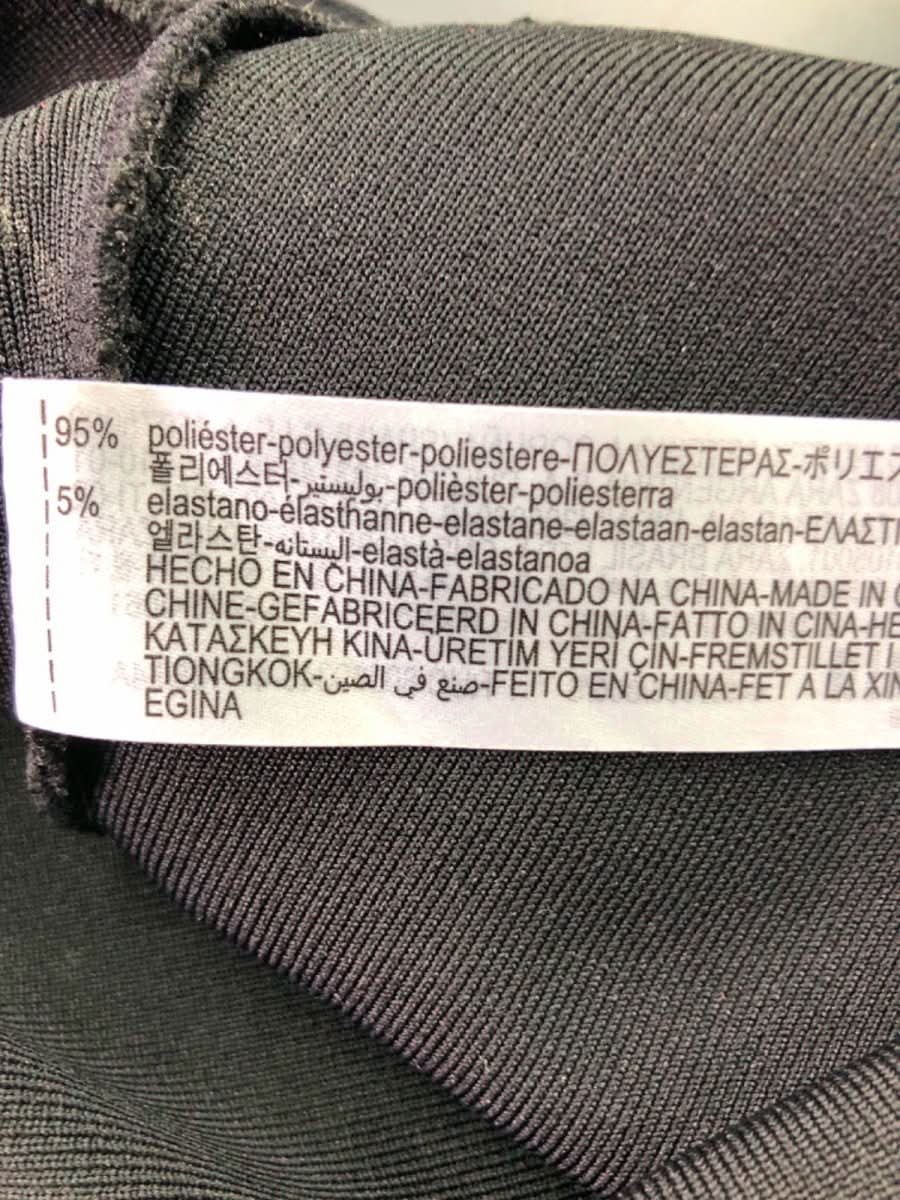 95% poliéster-polyester-poliestere-ΠΟΛΥΕΣΤΕΡΑΣ-ポリエス
폴리에스터-بوليستير-polièster-poliesterra
5% elastano-élasthanne-elastane-elastaan-elastan-ΕΛΑΣΤΙ
엘라스탄-اليستانه-elastà-elastanoa
HECHO EN CHINA-FABRICADO NA CHINA-MADE IN C
CHINE-GEFABRICEERD IN CHINA-FATTO IN CINA-HE
ΚΑΤΑΣΚΕΥΗ ΚΙΝΑ-ÜRETİM YERİ ÇİN-FREMSTILLET I
TIONGKOK-صنع في الصين-FEITO EN CHINA-FET A LA XIN
EGINA